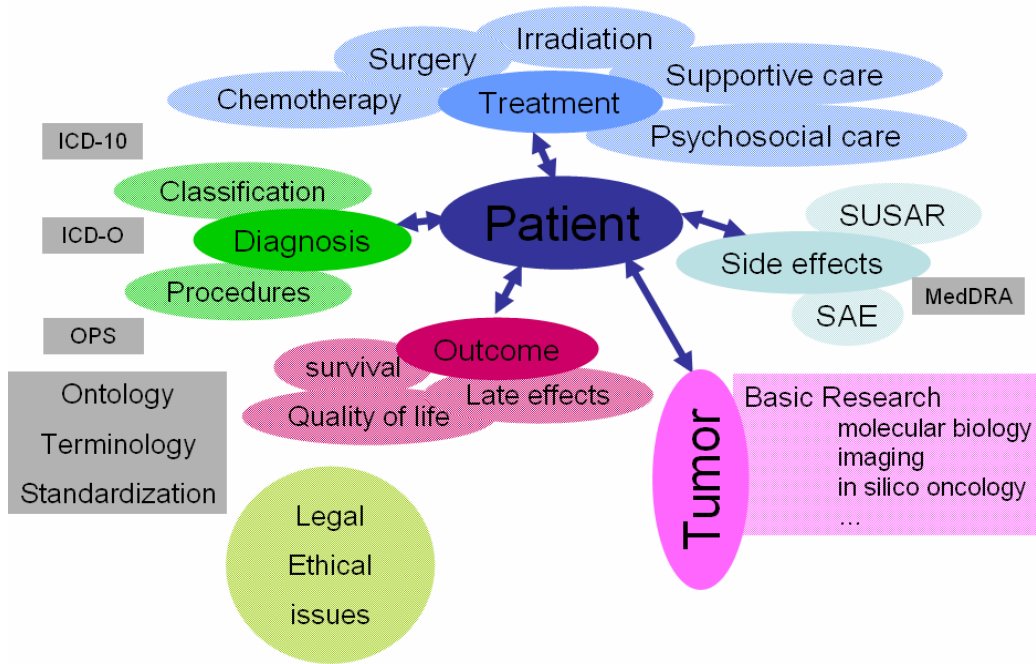 Irradiation
Surgery
Supportive care
Chemotherapy
Treatment
Psychosocial care
ICD-10
Classification
Patient
SUSAR
ICD-O
Diagnosis
Side effects
Procedures
MedDRA
SAE
OPS
Outcome
survival
Late effects
Quality of life
Ontology
Terminology
Standardization
Tumor
Basic Research
molecular biology
imaging
in silico oncology
...
Legal
Ethical
issues